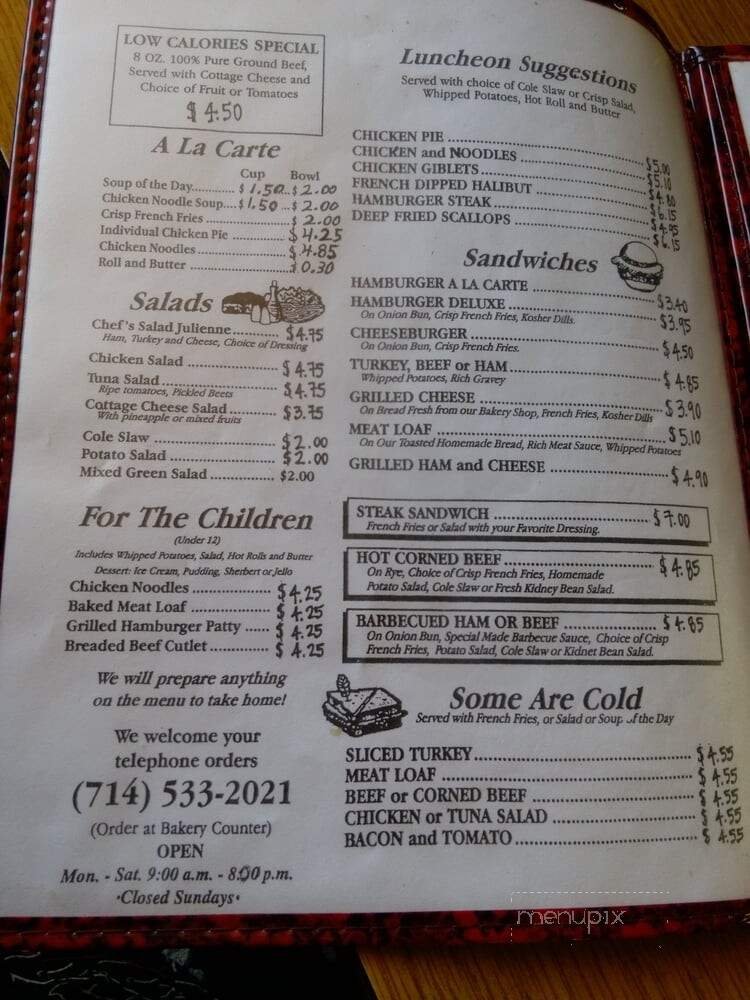 LOW CALORIES SPECIAL
8 OZ. 100% Pure Ground Beef,
Served with Cottage Cheese and
Choice of Fruit or Tomatoes
$ 4.50
A La Carte
Cup Bowl
Soup of the Day............ $ 1.50...$ 2.00
Chicken Noodle Soup....$ 1.50 ...$ 2.00
Crisp French Fries ........................ $ 2.00
Individual Chicken Pie ................ $ 4.25
Chicken Noodles .......................... $ 4.85
Roll and Butter .............................$ 0.30
Salads
Chef's Salad Julienne........... $4.75
Ham, Turkey and Cheese, Choice of Dressing
Chicken Salad ...................... $ 4.75
Tuna Salad............................ $4.75
Ripe tomatoes, Pickled Beets
Cottage Cheese Salad........... $3.75
With pineapple or mixed fruits
Cole Slaw ............................. $2.00
Potato Salad ......................... $2.00
Mixed Green Salad............... $2.00
For The Children
(Under 12)
Includes Whipped Potatoes, Salad, Hot Rolls and Butter
Dessert: Ice Cream, Pudding, Sherbert or Jello
Chicken Noodles .................. $4.25
Baked Meat Loaf .................. $ 4.25
Grilled Hamburger Patty ...... $ 4.25
Breaded Beef Cutlet.............. $ 4.25
We will prepare anything
on the menu to take home!
We welcome your
telephone orders
(714) 533-2021
(Order at Bakery Counter)
OPEN
Mon. - Sat. 9:00 a.m. - 8:00 p.m.
•Closed Sundays•
Luncheon Suggestions
Served with choice of Cole Slaw or Crisp Salad,
Whipped Potatoes, Hot Roll and Butter
CHICKEN PIE ........................................ $5.00
CHICKEN and NOODLES ........................ $5.10
CHICKEN GIBLETS................................. $4.80
FRENCH DIPPED HALIBUT .................... $6.15
HAMBURGER STEAK.............................. $4.95
DEEP FRIED SCALLOPS ......................... $6.15
Sandwiches
HAMBURGER A LA CARTE ........................ $3.40
HAMBURGER DELUXE ............................... $3.95
On Onion Bun, Crisp French Fries, Kosher Dills.
CHEESEBURGER ........................................ $4.50
On Onion Bun, Crisp French Fries.
TURKEY, BEEF or HAM............................... $ 4.85
Whipped Potatoes, Rich Gravey
GRILLED CHEESE ...................................... $3.90
On Bread Fresh from our Bakery Shop, French Fries, Kosher Dills
MEAT LOAF ................................................ $ 5.10
On Our Toasted Homemade Bread, Rich Meat Sauce, Whipped Potatoes
GRILLED HAM and CHEESE ....................... $ 4.90
STEAK SANDWICH ............................... $ 7.00
French Fries or Salad with your Favorite Dressing.
HOT CORNED BEEF.............................. $ 4.85
On Rye, Choice of Crisp French Fries, Homemade
Potato Salad, Cole Slaw or Fresh Kidney Bean Salad.
BARBECUED HAM OR BEEF .................. $ 4.85
On Onion Bun, Special Made Barbecue Sauce, Choice of Crisp
French Fries, Potato Salad, Cole Slaw or Kidnet Bean Salad.
Some Are Cold
Served with French Fries, or Salad or Soup of the Day
SLICED TURKEY.............................................. $ 4.55
MEAT LOAF ..................................................... $ 4.55
BEEF or CORNED BEEF .................................. $ 4.55
CHICKEN or TUNA SALAD ............................. $ 4.55
BACON and TOMATO...................................... $ 4.55
menupix